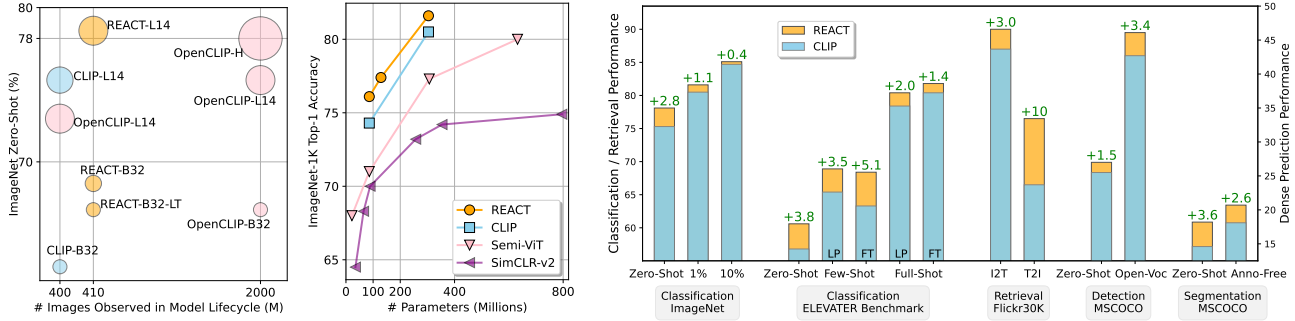 80
78
70
ImageNet Zero-Shot (%)
REACT-L14
OpenCLIP-H
CLIP-L14
OpenCLIP-L14
OpenCLIP-L14
REACT-B32
REACT-B32-LT
OpenCLIP-B32
CLIP-B32
400 410 2000
# Images Observed in Model Lifecycle (M)
ImageNet-1K Top-1 Accuracy
80
75
70
65
REACT
CLIP
Semi-ViT
SimCLR-v2
0 100 200 400 800
# Parameters (Millions)
Classification / Retrieval Performance
90
85
80
75
70
65
60
REACT
CLIP
+2.8 +1.1 +0.4 +3.8 +3.5 +5.1 +2.0 +1.4 +3.0 +10 +1.5 +3.4 +3.6 +2.6
LP FT LP FT
50
45
40
35
30
25
20
15
Dense Prediction Performance
Zero-Shot 1% 10% Zero-Shot Few-Shot Full-Shot I2T T2I Zero-Shot Open-Voc Zero-Shot Anno-Free
Classification
ImageNet
Classification
ELEVATER Benchmark
Retrieval
Flickr30K
Detection
MSCOCO
Segmentation
MSCOCO